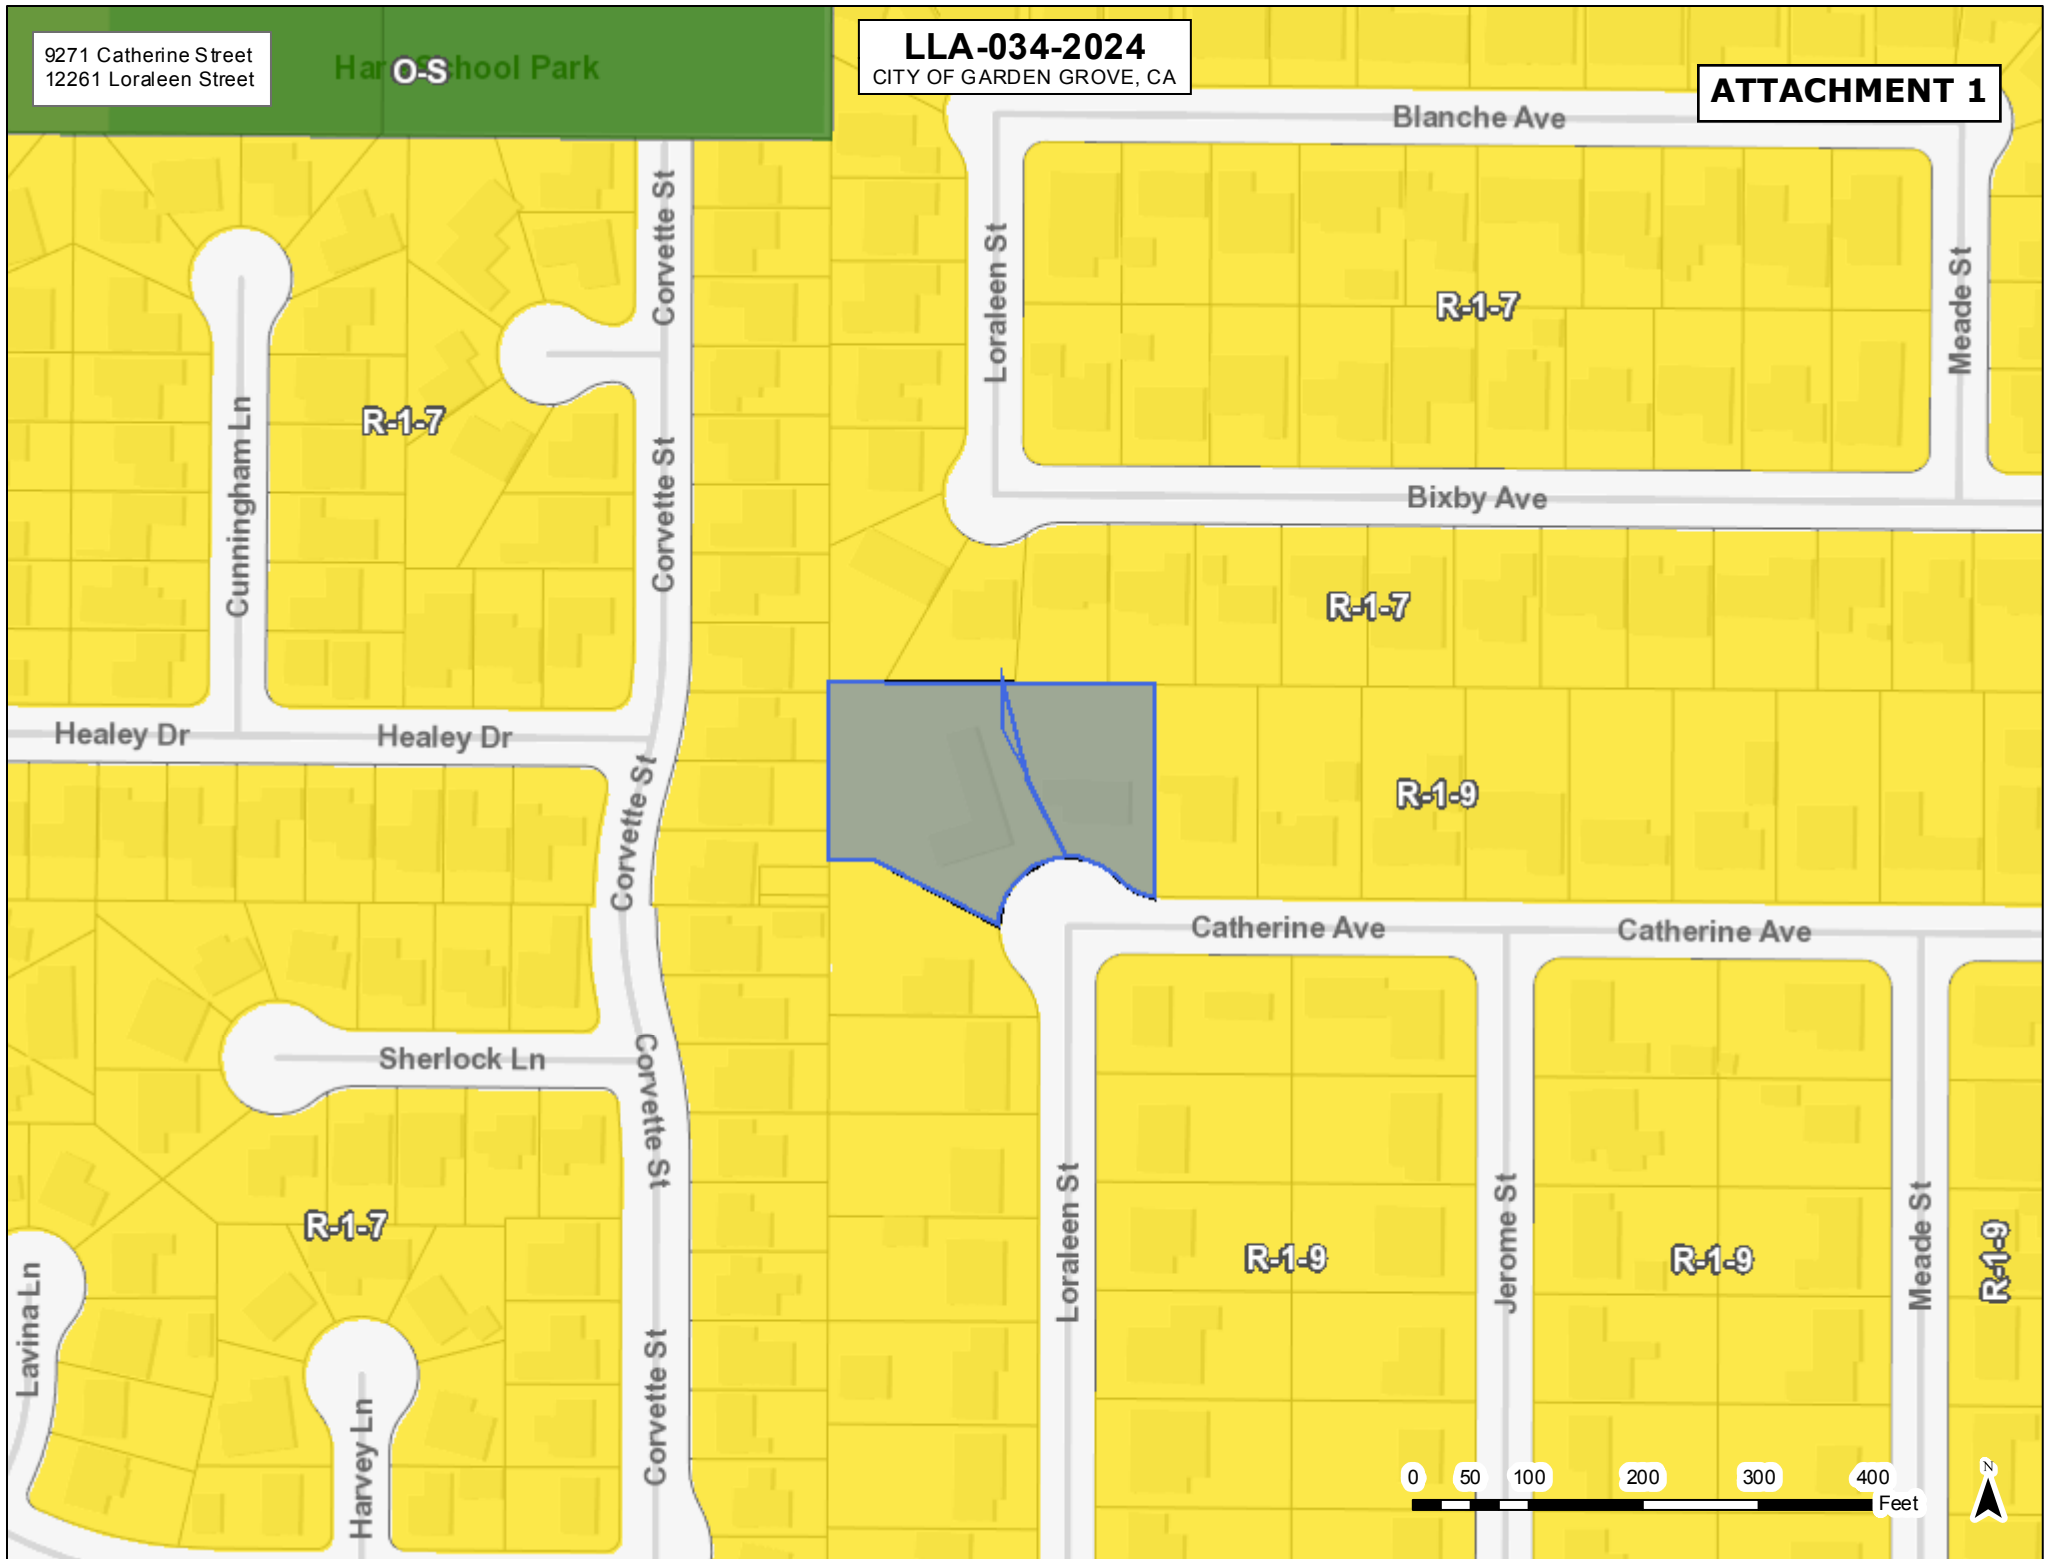 9271 Catherine Street
12261 Loraleen Street
School Park
O-S
LLA-034-2024
CITY OF GARDEN GROVE, CA
ATTACHMENT 1
Blanche Ave
Corvette St
Loraleen St
Meade St
R-1-7
R-1-7
Cunningham Ln
Corvette St
Bixby Ave
R-1-7
Healey Dr
Healey Dr
Corvette St
R-1-9
Catherine Ave
Catherine Ave
Sherlock Ln
Corvette St
R-1-7
Loraleen St
R-1-9
Jerome St
R-1-9
Meade St
R-1-9
Lavina Ln
Harvey Ln
Corvette St
0 50 100 200 300 400
Feet
N